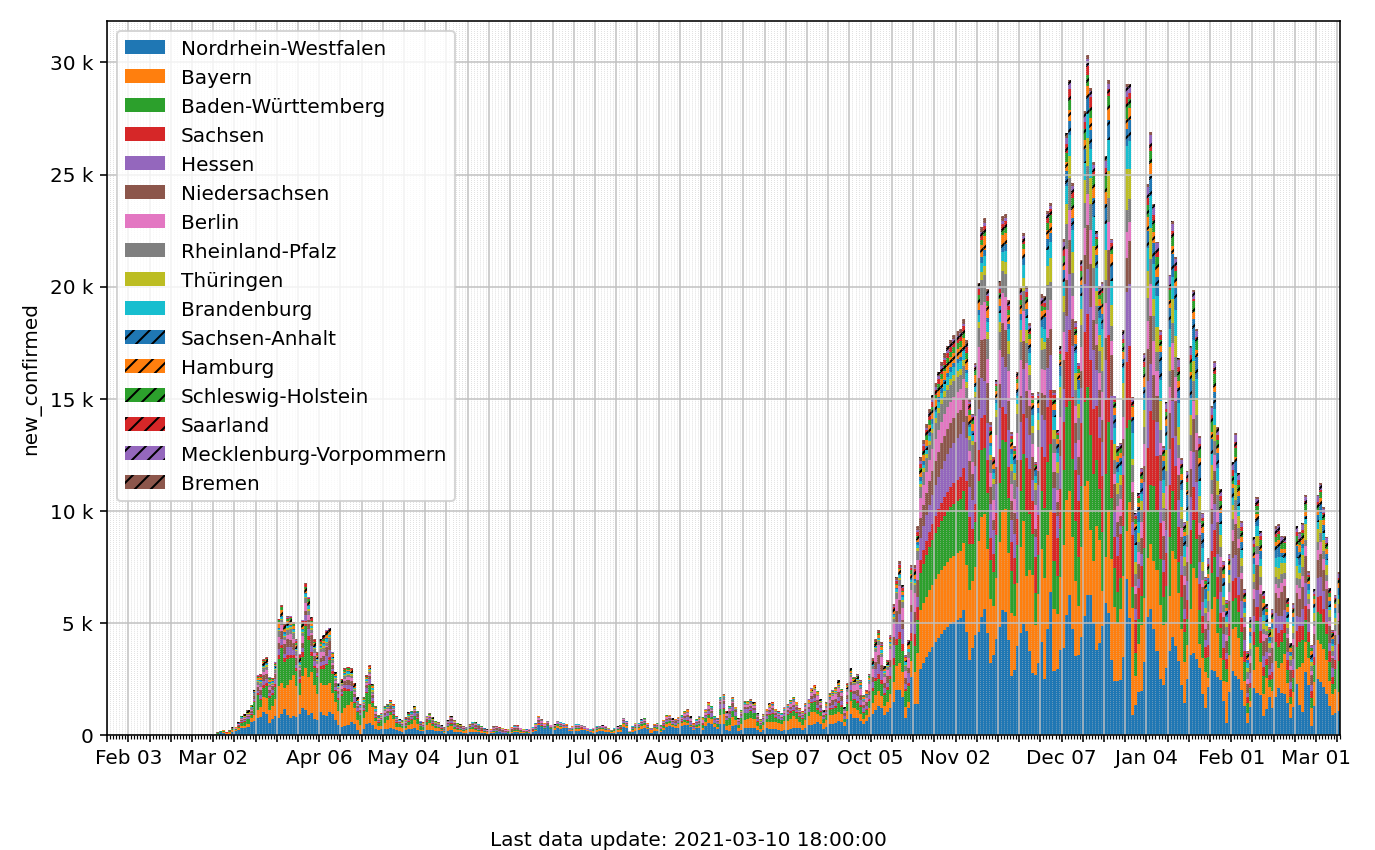 new_confirmed
30 k
25 k
20 k
15 k
10 k
5 k
0
Nordrhein-Westfalen
Bayern
Baden-Württemberg
Sachsen
Hessen
Niedersachsen
Berlin
Rheinland-Pfalz
Thüringen
Brandenburg
Sachsen-Anhalt
Hamburg
Schleswig-Holstein
Saarland
Mecklenburg-Vorpommern
Bremen
Feb 03 Mar 02 Apr 06 May 04 Jun 01 Jul 06 Aug 03 Sep 07 Oct 05 Nov 02 Dec 07 Jan 04 Feb 01 Mar 01
Last data update: 2021-03-10 18:00:00